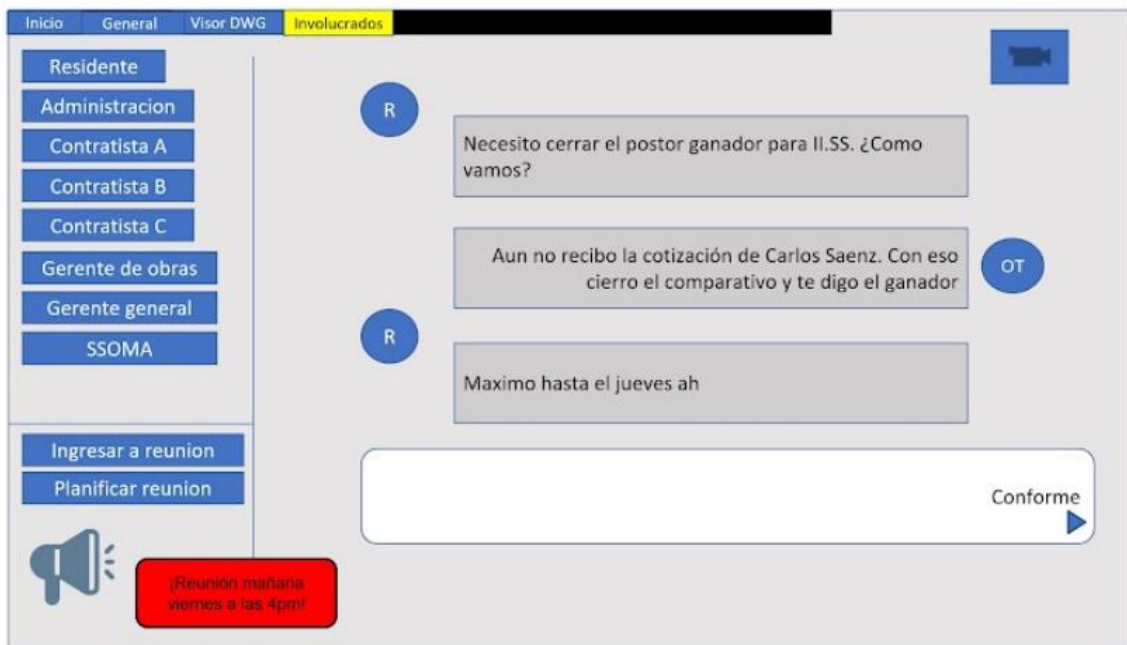 Inicio General Visor DWG Involucrados
Residente
Administracion
Contratista A
Contratista B
Contratista C
Gerente de obras
Gerente general
SSOMA
Ingresar a reunion
Planificar reunion
¡Reunión mañana
viernes a las 4pm!
R
Necesito cerrar el postor ganador para II.SS. ¿Como
vamos?
Aun no recibo la cotización de Carlos Saenz. Con eso
cierro el comparativo y te digo el ganador
OT
R
Maximo hasta el jueves ah
Conforme